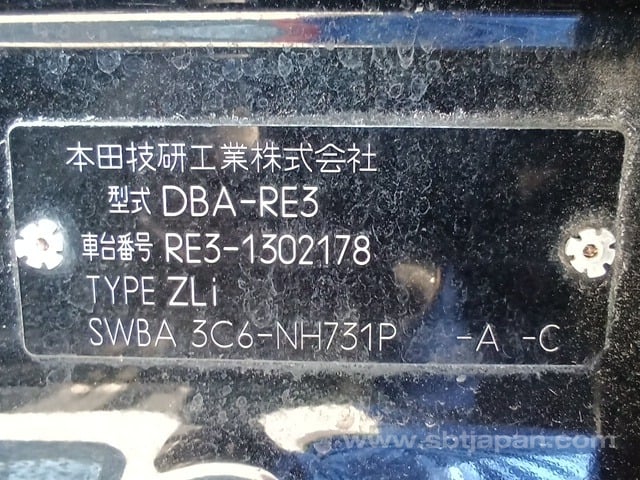 本田技研工業株式会社
型式 DBA-RE3
車台番号 RE3-1302178
TYPE ZLi
SWBA 3C6-NH731P -A -C
www.sbtjapan.com